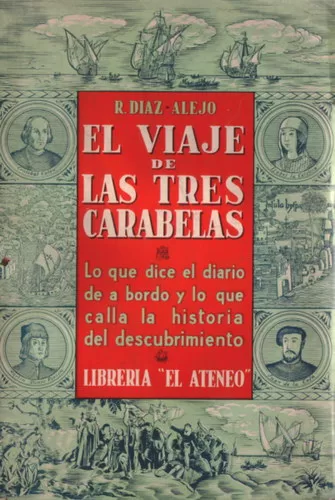 R. DIAZ - ALEJO
EL VIAJE
DE
LAS TRES
CARABELAS
Lo que dice el diario
de a bordo y lo que
calla la historia
del descubrimiento
LIBRERIA "EL ATENEO"